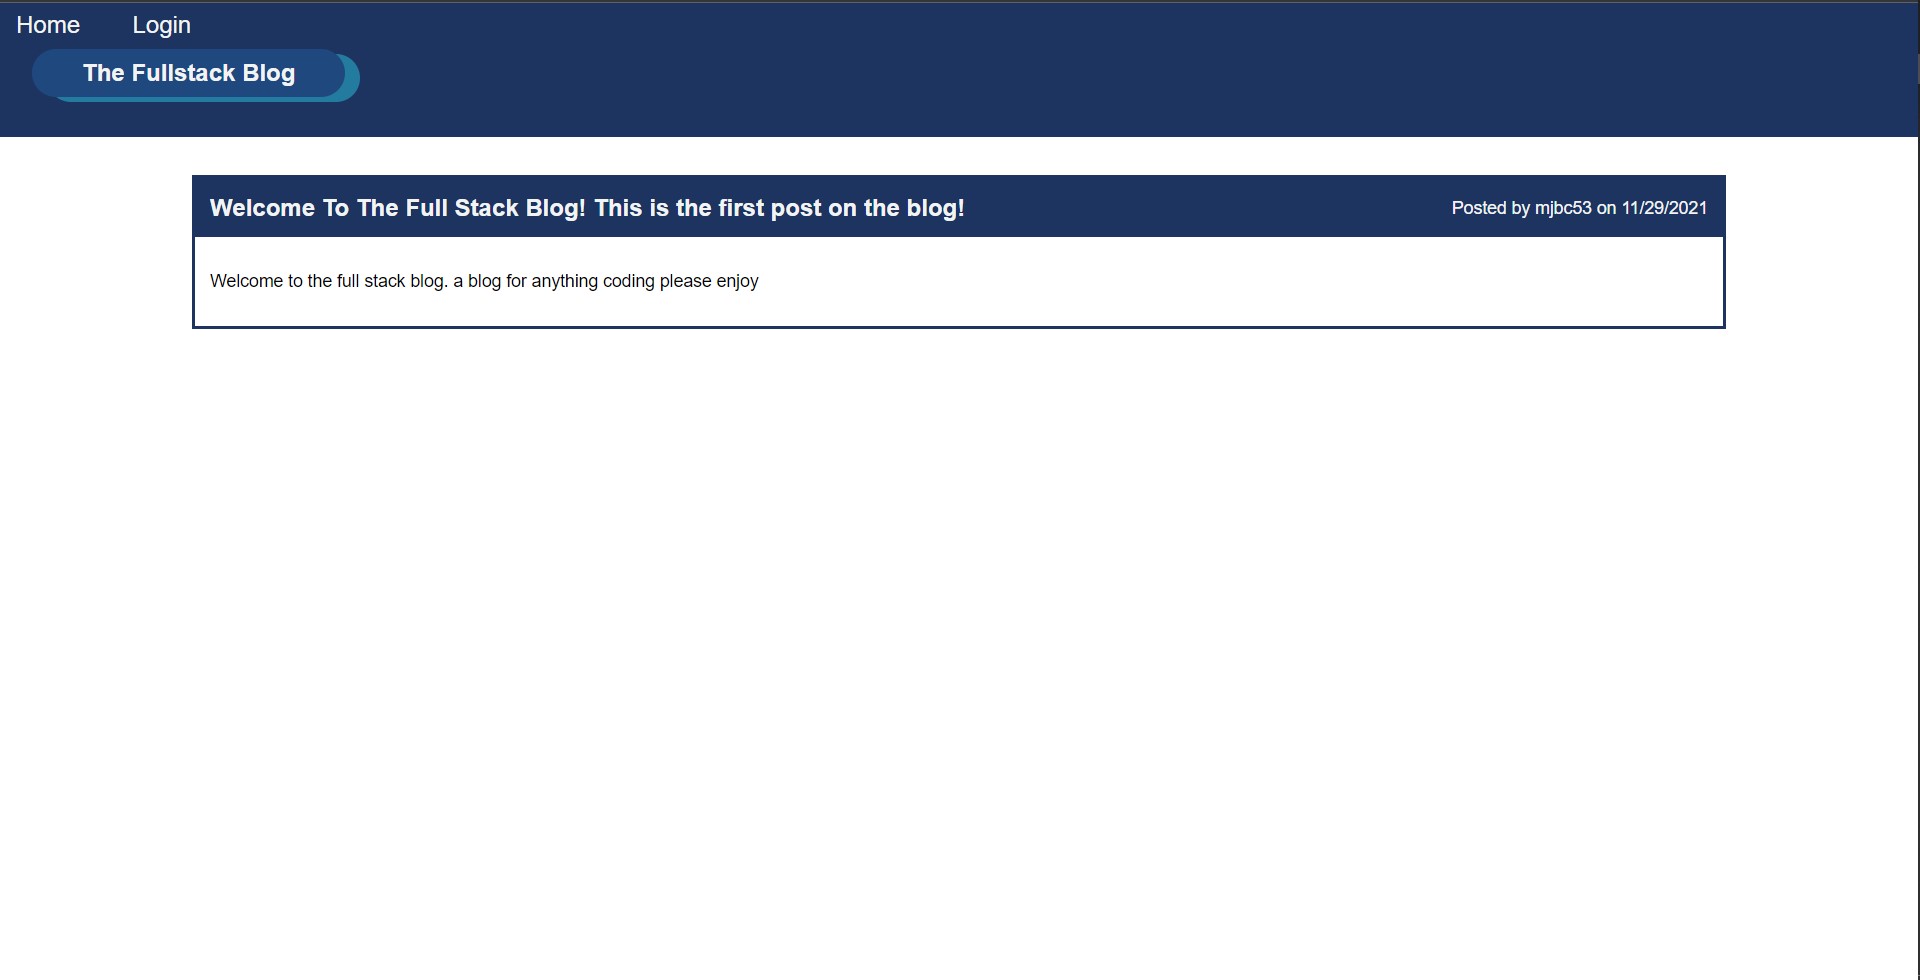 Home Login
The Fullstack Blog
Welcome To The Full Stack Blog! This is the first post on the blog! Posted by mjbc53 on 11/29/2021
Welcome to the full stack blog. a blog for anything coding please enjoy